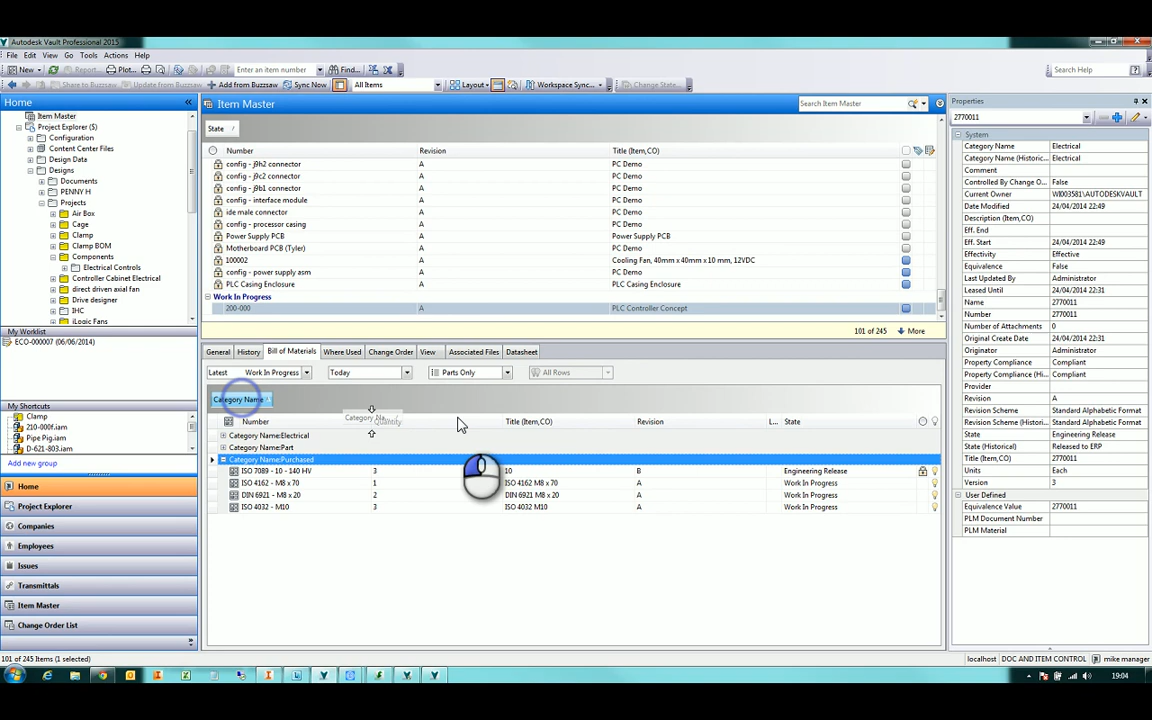 Autodesk Vault Professional 2015
File Edit View Go Tools Actions Help
New Report... Plot... Enter an item number Find... Search Help
Share to Buzzsaw Update from Buzzsaw Add from Buzzsaw Sync Now All Items Layout Workspace Sync... Change State...
Home
Item Master
Project Explorer ($)
Configuration
Content Center Files
Design Data
Designs
Documents
PENNY H
Projects
Air Box
Cage
Clamp
Clamp BOM
Components
Electrical Controls
Controller Cabinet Electrical
direct driven axial fan
Drive designer
IHC
iLogic Fans
My Worklist
ECO-000007 (06/06/2014)
My Shortcuts
Clamp
210-000f.iam
Pipe Pig.iam
D-621-803.iam
Add new group
Home
Project Explorer
Companies
Employees
Issues
Transmittals
Item Master
Change Order List
Item Master Search Item Master
State
Number Revision Title (Item,CO)
config - j9h2 connector A PC Demo
config - j9c2 connector A PC Demo
config - j9b1 connector A PC Demo
config - interface module A PC Demo
ide male connector A PC Demo
config - processor casing A PC Demo
Power Supply PCB A Power Supply PCB
Motherboard PCB (Tyler) A PC Demo
100002 A Cooling Fan, 40mm x 40mm x 10 mm, 12VDC
config - power supply asm A PC Demo
PLC Casing Enclosure A PLC Casing Enclosure
Work In Progress
200-000 A PLC Controller Concept
101 of 245 More
General History Bill of Materials Where Used Change Order View Associated Files Datasheet
Latest Work In Progress Today Parts Only All Rows
Category Name
Category Na...
Number Quantity Title (Item,CO) Revision L... State
Category Name:Electrical
Category Name:Part
Category Name:Purchased
ISO 7089 - 10 - 140 HV 3 10 B Engineering Release
ISO 4162 - M8 x 70 1 ISO 4162 M8 x 70 A Work In Progress
DIN 6921 - M8 x 20 2 DIN 6921 M8 x 20 A Work In Progress
ISO 4032 - M10 3 ISO 4032 M10 A Work In Progress
Properties
2770011
System
Category Name Electrical
Category Name (Historic... Electrical
Comment
Controlled By Change O... False
Current Owner WI003581\AUTODESKVAULT
Date Modified 24/04/2014 22:49
Description (Item,CO)
Eff. End
Eff. Start 24/04/2014 22:49
Effectivity Effective
Equivalence False
Last Updated By Administrator
Leased Until 24/04/2014 22:31
Name 2770011
Number 2770011
Number of Attachments 0
Original Create Date 24/04/2014 22:31
Originator Administrator
Property Compliance Compliant
Property Compliance (Hi... Compliant
Provider
Revision A
Revision Scheme Standard Alphabetic Format
Revision Scheme (Histori... Standard Alphabetic Format
State Engineering Release
State (Historical) Released to ERP
Title (Item,CO) 2770011
Units Each
Version 3
User Defined
Equivalence Value 2770011
PLM Document Number
PLM Material
101 of 245 Items (1 selected) localhost DOC AND ITEM CONTROL mike manager
19:04